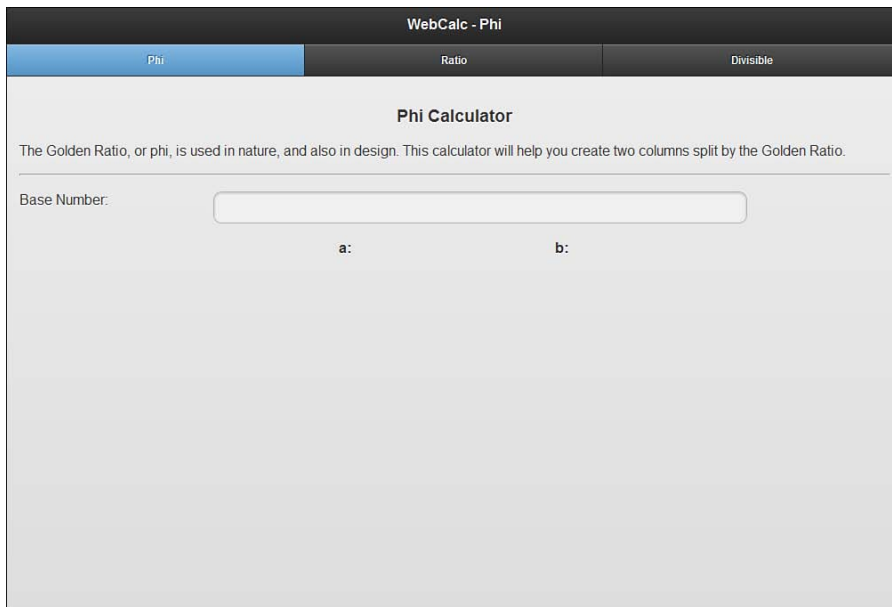 WebCalc - Phi
Phi Ratio Divisible
Phi Calculator
The Golden Ratio, or phi, is used in nature, and also in design. This calculator will help you create two columns split by the Golden Ratio.
Base Number:
a: b: